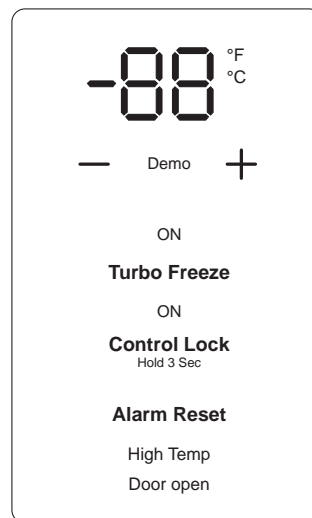 -88 °F
°C
− Demo +
ON
Turbo Freeze
ON
Control Lock
Hold 3 Sec
Alarm Reset
High Temp
Door open